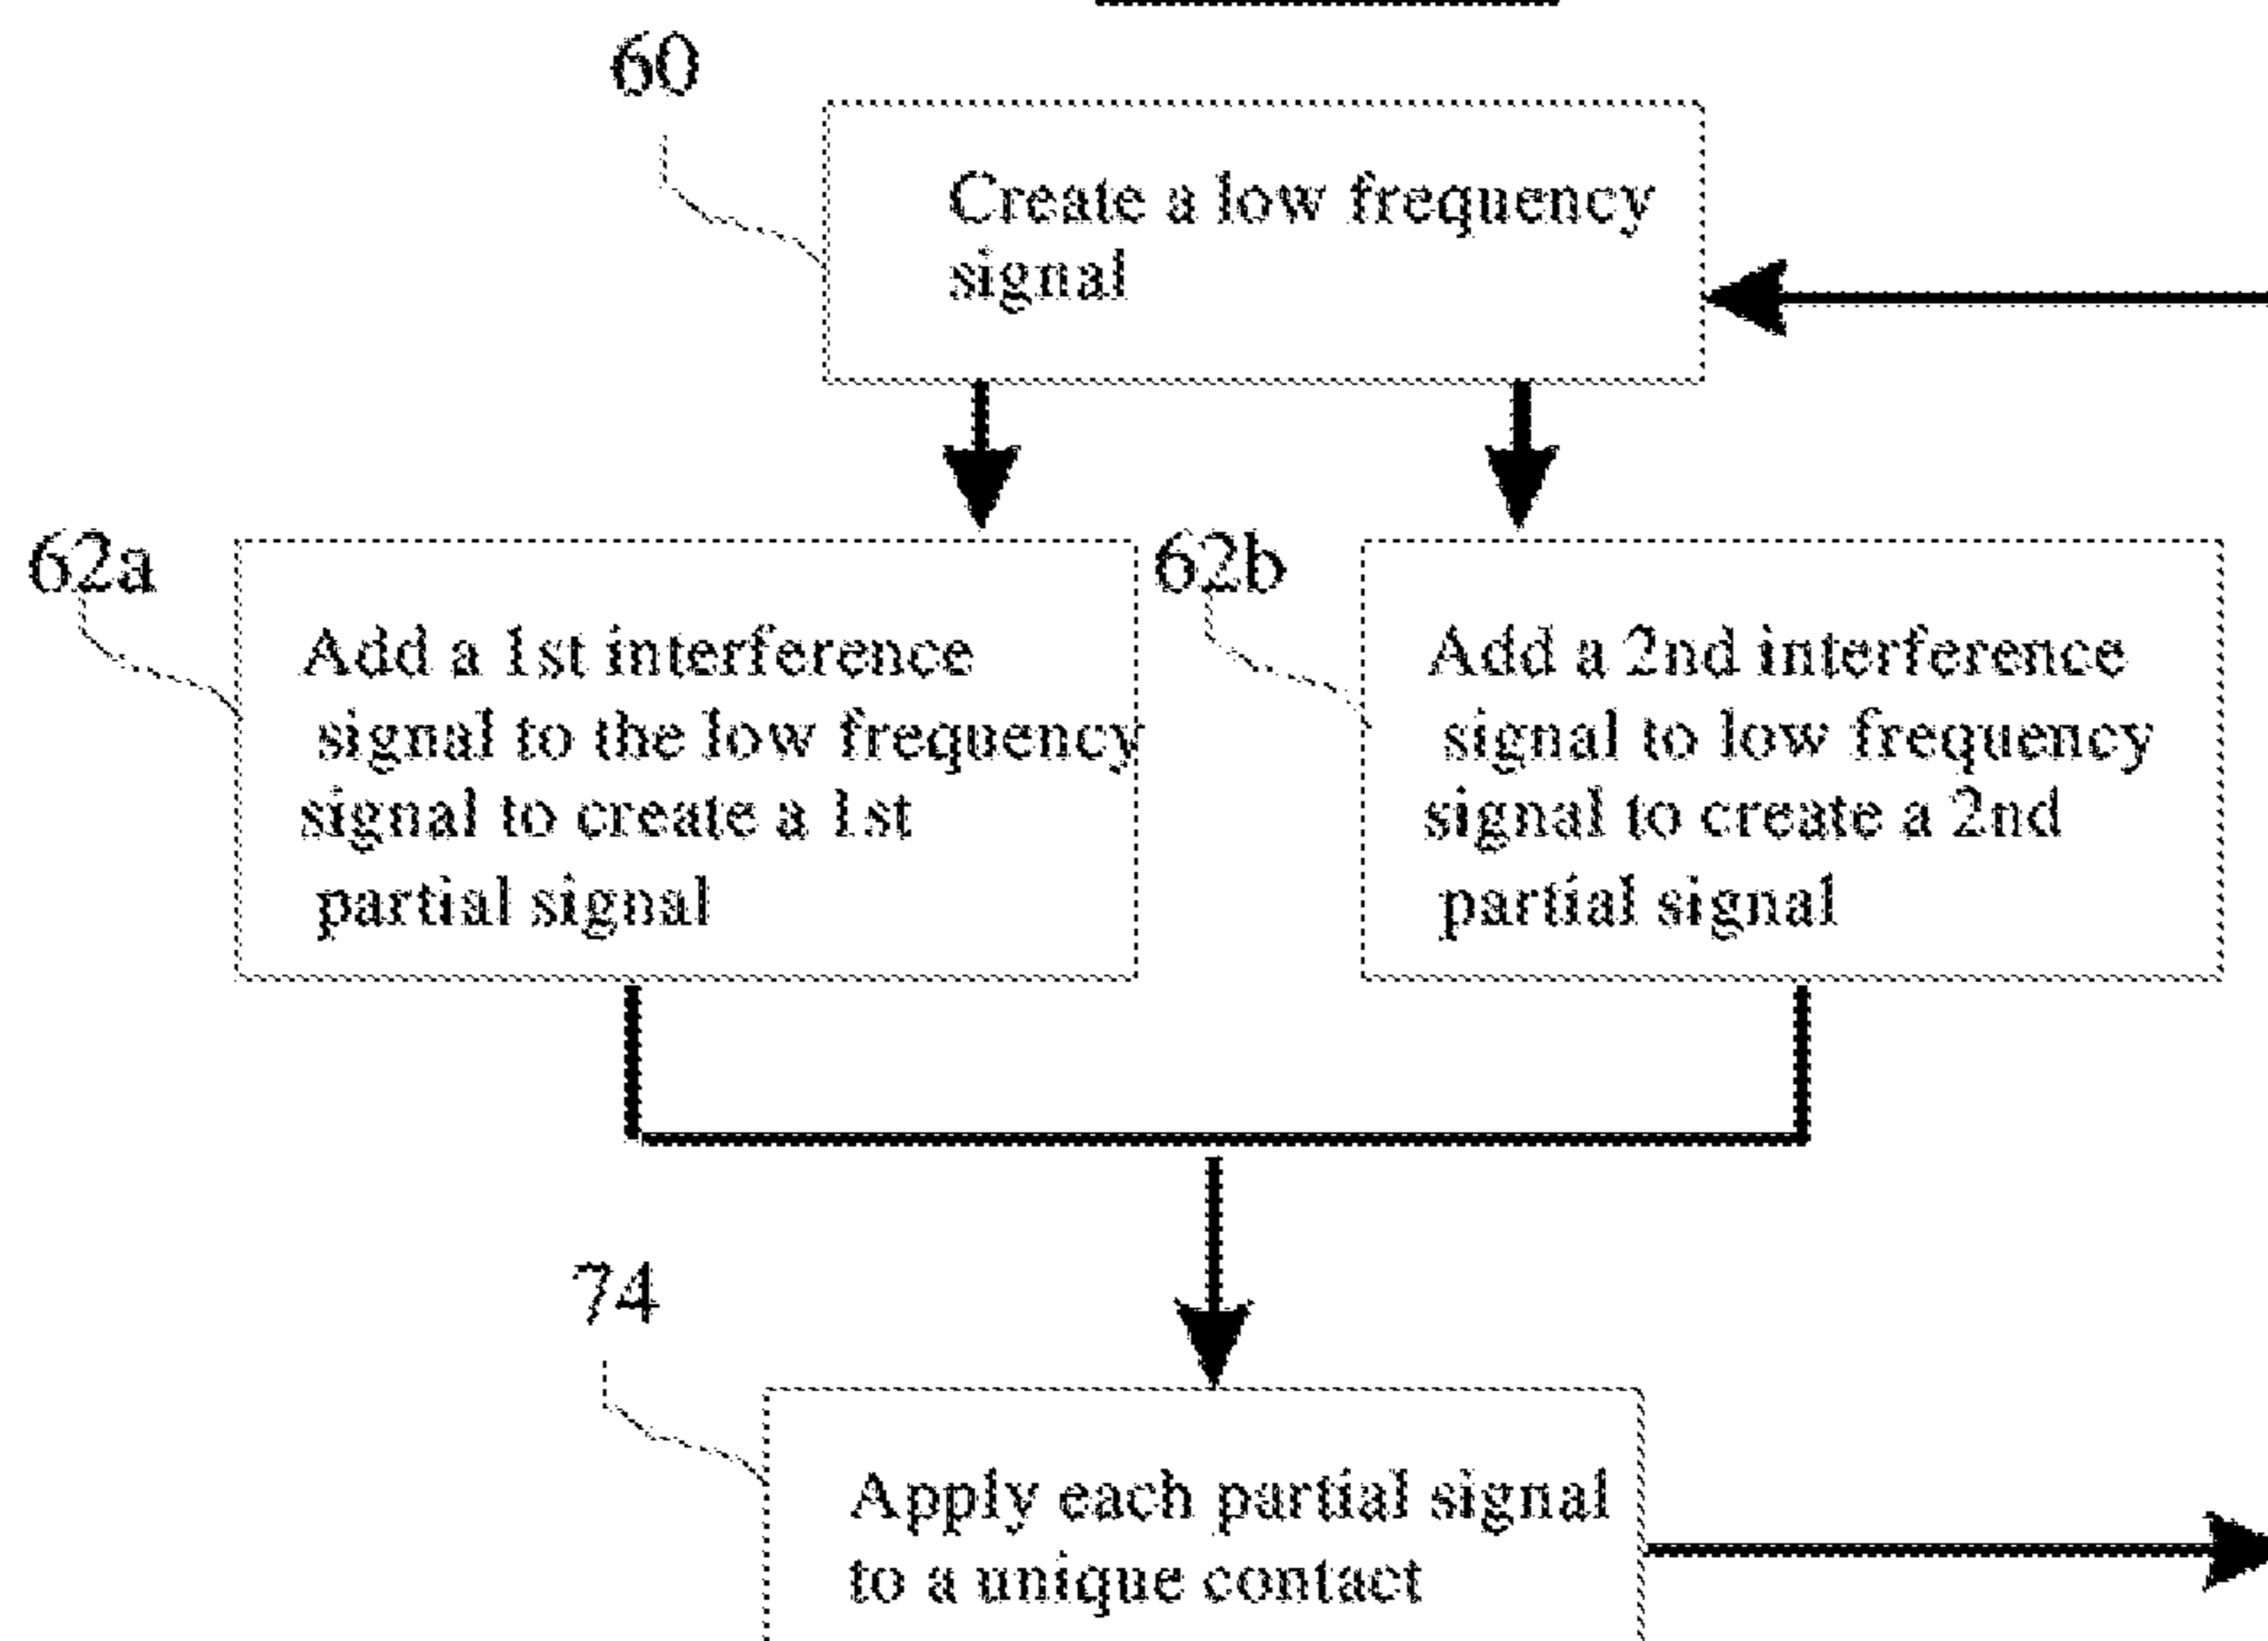 60
Create a low frequency
signal
62a
Add a 1st interference
signal to the low frequency
signal to create a 1st
partial signal
62b
Add a 2nd interference
signal to low frequency
signal to create a 2nd
partial signal
74
Apply each partial signal
to a unique contact